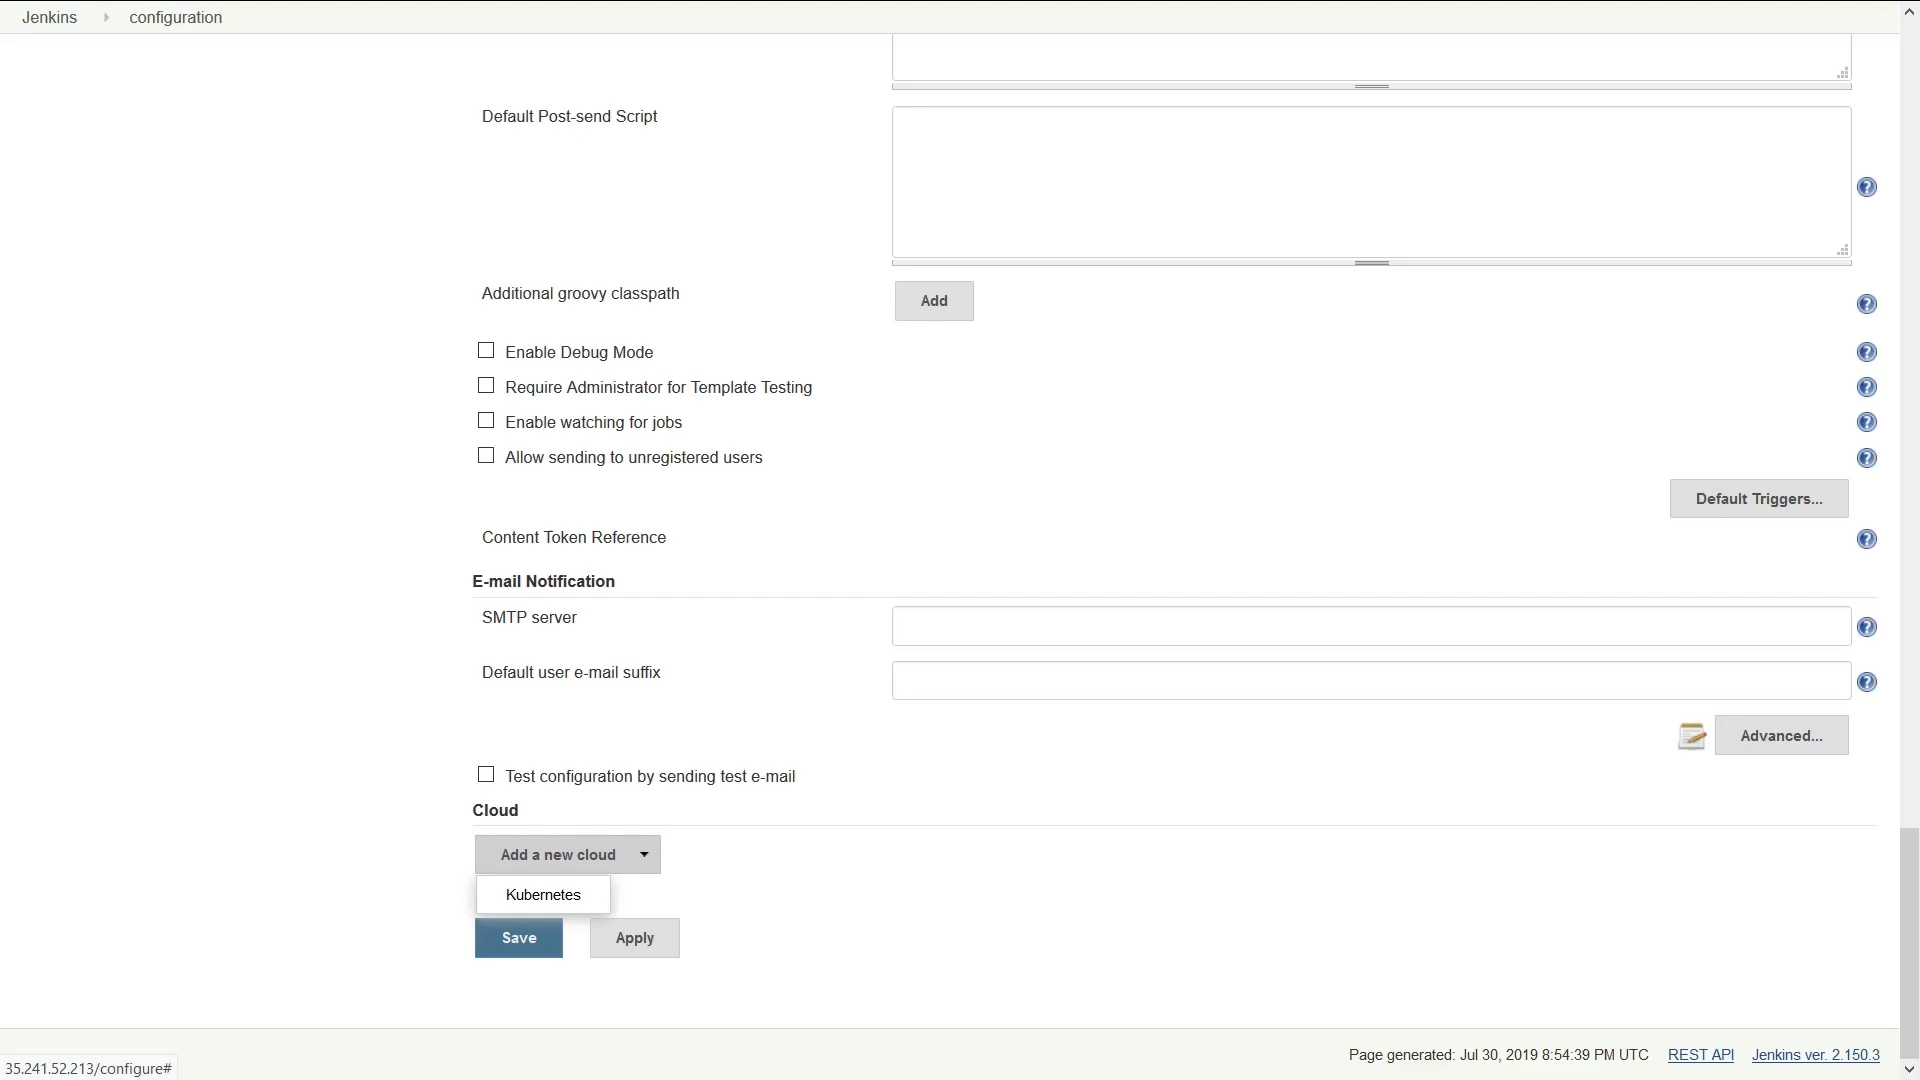 Jenkins configuration
Default Post-send Script
Additional groovy classpath Add
Enable Debug Mode
Require Administrator for Template Testing
Enable watching for jobs
Allow sending to unregistered users
Default Triggers...
Content Token Reference
E-mail Notification
SMTP server
Default user e-mail suffix
Advanced...
Test configuration by sending test e-mail
Cloud
Add a new cloud
Kubernetes
Save Apply
Page generated: Jul 30, 2019 8:54:39 PM UTC REST API Jenkins ver. 2.150.3
35.241.52.213/configure#